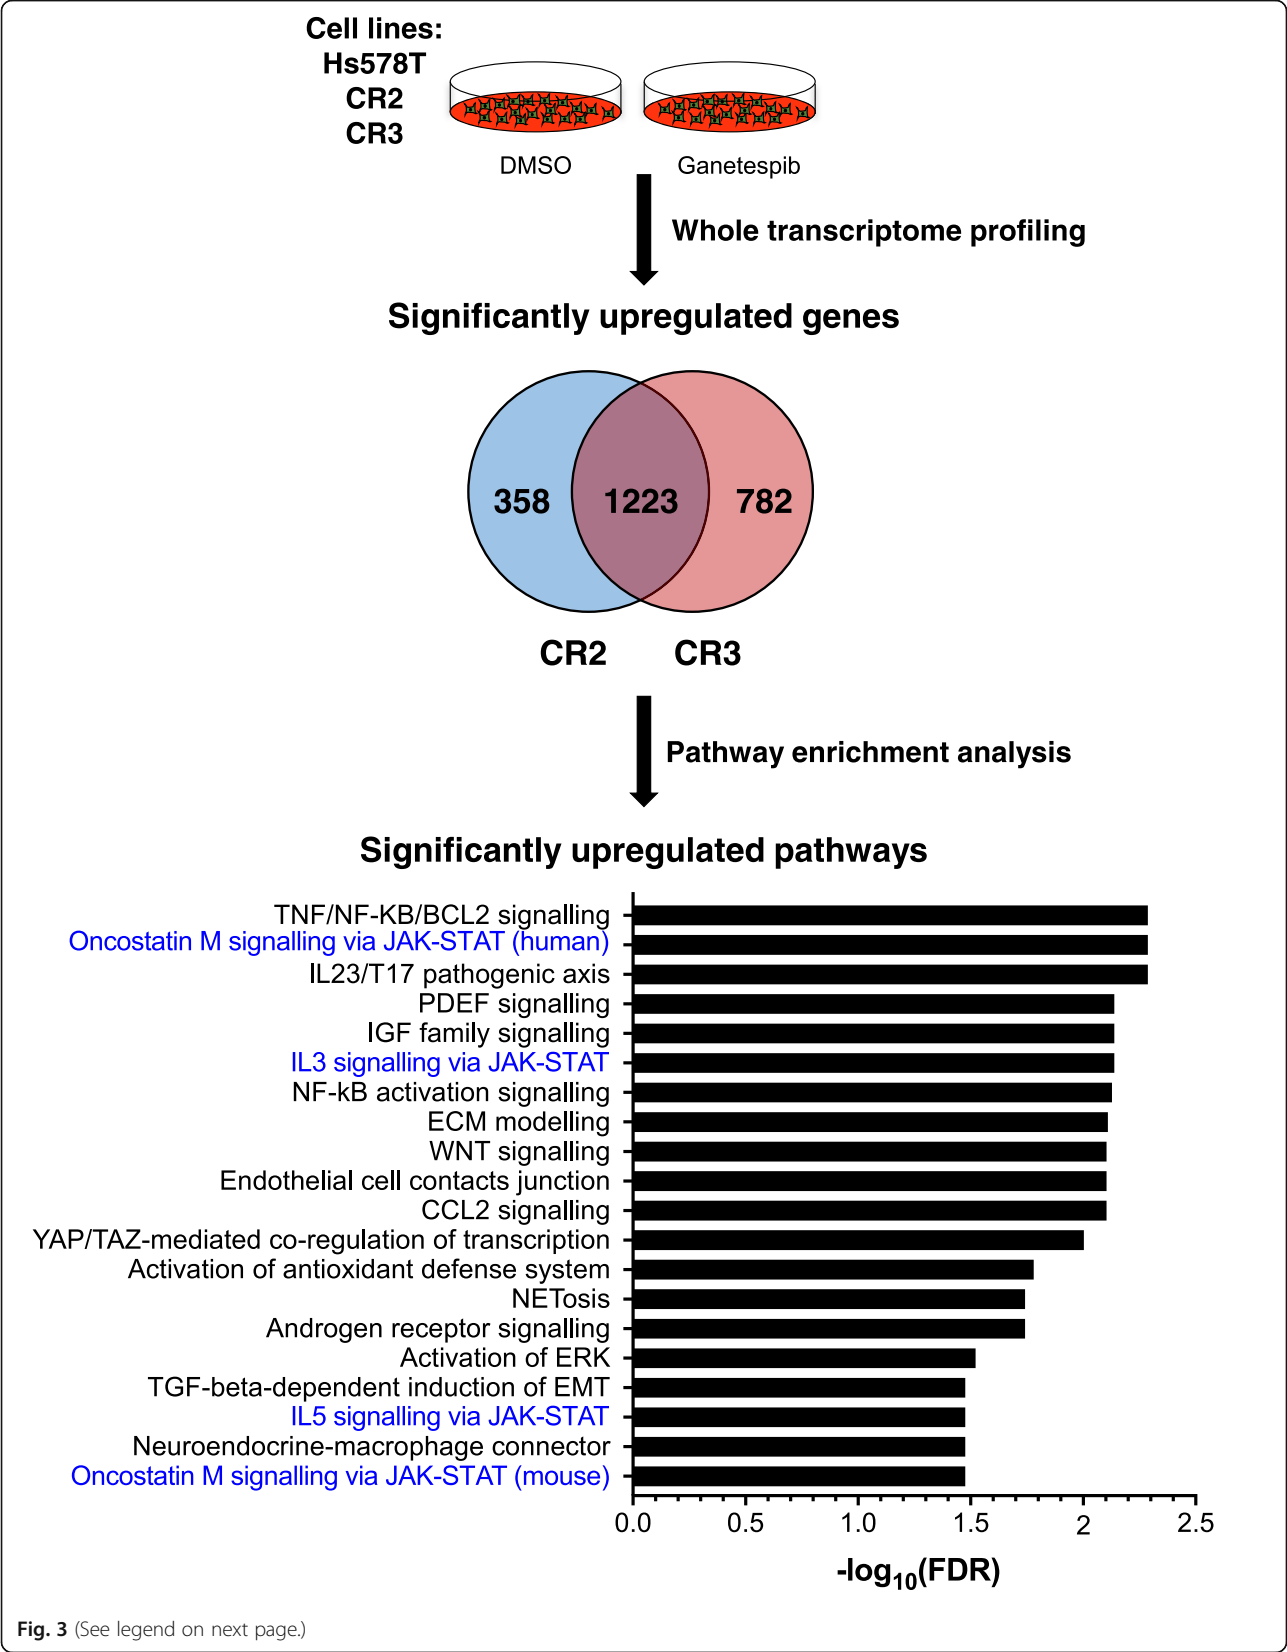 Cell lines:
Hs578T
CR2
CR3
DMSO
Ganetespib
Whole transcriptome profiling
Significantly upregulated genes
358
1223
782
CR2
CR3
Pathway enrichment analysis
Significantly upregulated pathways
TNF/NF-KB/BCL2 signalling
Oncostatin M signalling via JAK-STAT (human)
IL23/T17 pathogenic axis
PDEF signalling
IGF family signalling
IL3 signalling via JAK-STAT
NF-kB activation signalling
ECM modelling
WNT signalling
Endothelial cell contacts junction
CCL2 signalling
YAP/TAZ-mediated co-regulation of transcription
Activation of antioxidant defense system
NETosis
Androgen receptor signalling
Activation of ERK
TGF-beta-dependent induction of EMT
IL5 signalling via JAK-STAT
Neuroendocrine-macrophage connector
Oncostatin M signalling via JAK-STAT (mouse)
0.0 0.5 1.0 1.5 2 2.5
-log10(FDR)
Fig. 3 (See legend on next page.)